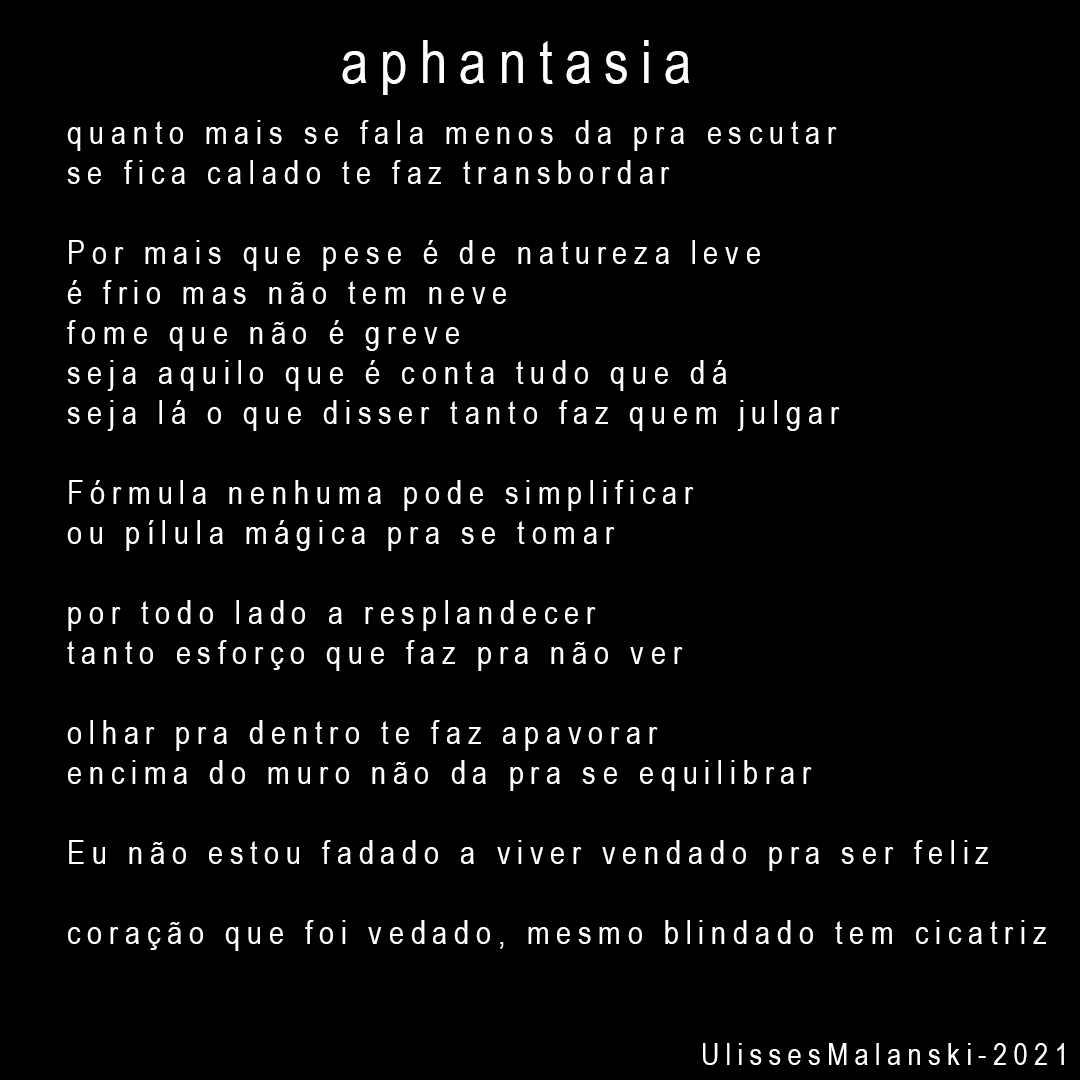 aphantasia
quanto mais se fala menos da pra escutar
se fica calado te faz transbordar
Por mais que pese é de natureza leve
é frio mas não tem neve
fome que não é greve
seja aquilo que é conta tudo que dá
seja lá o que disser tanto faz quem julgar
Fórmula nenhuma pode simplificar
ou pílula mágica pra se tomar
por todo lado a resplandecer
tanto esforço que faz pra não ver
olhar pra dentro te faz apavorar
encima do muro não da pra se equilibrar
Eu não estou fadado a viver vendado pra ser feliz
coração que foi vedado, mesmo blindado tem cicatriz
UlissesMalanski-2021